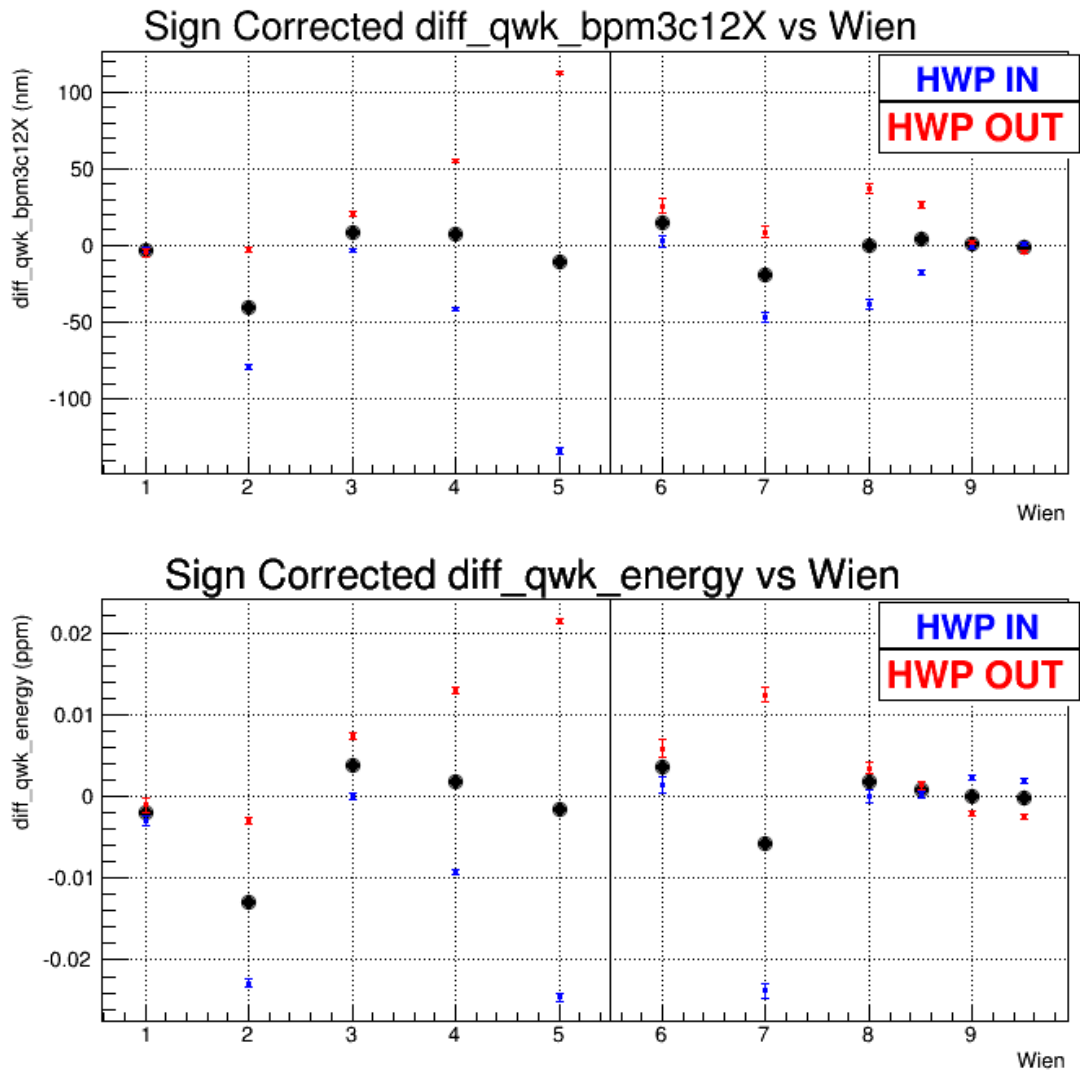 Sign Corrected diff_qwk_bpm3c12X vs Wien
HWP IN
HWP OUT
diff_qwk_bpm3c12X (nm)
100
50
0
-50
-100
1 2 3 4 5 6 7 8 9
Wien
Sign Corrected diff_qwk_energy vs Wien
HWP IN
HWP OUT
diff_qwk_energy (ppm)
0.02
0.01
0
-0.01
-0.02
1 2 3 4 5 6 7 8 9
Wien